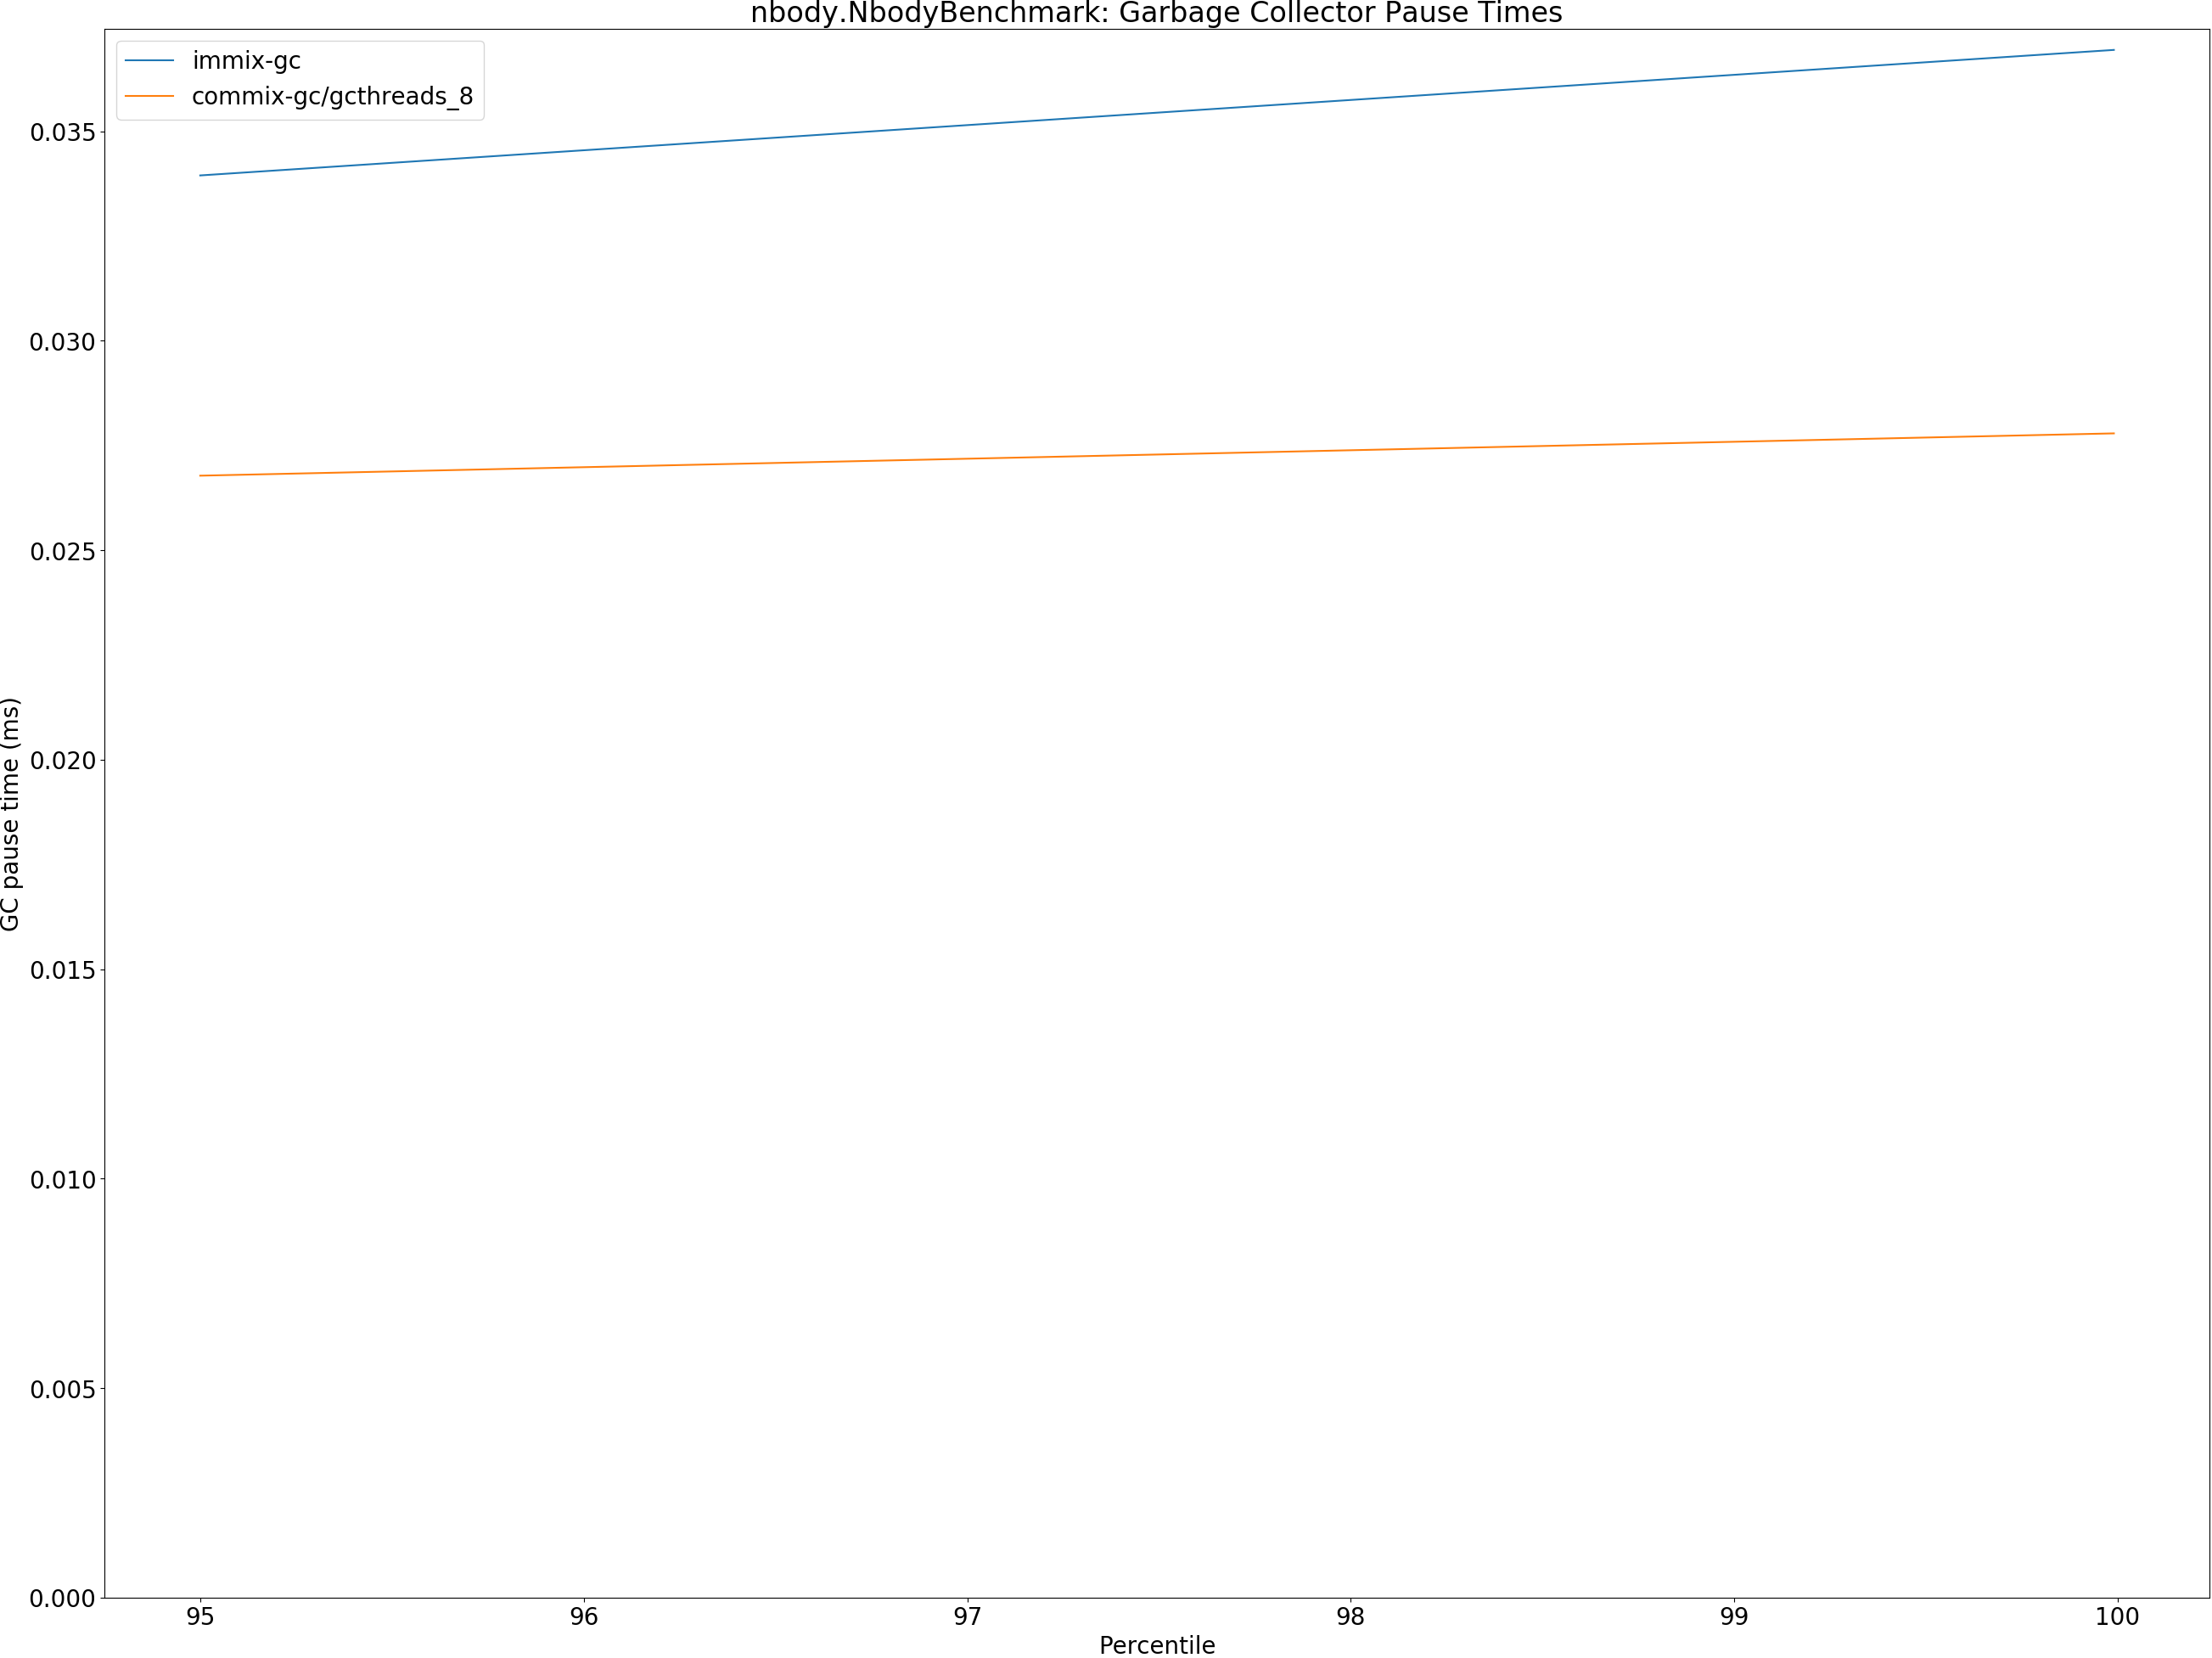 nbody.NbodyBenchmark: Garbage Collector Pause Times
immix-gc
commix-gc/gcthreads_8
GC pause time (ms)
0.035
0.030
0.025
0.020
0.015
0.010
0.005
0.000
95 96 97 98 99 100
Percentile